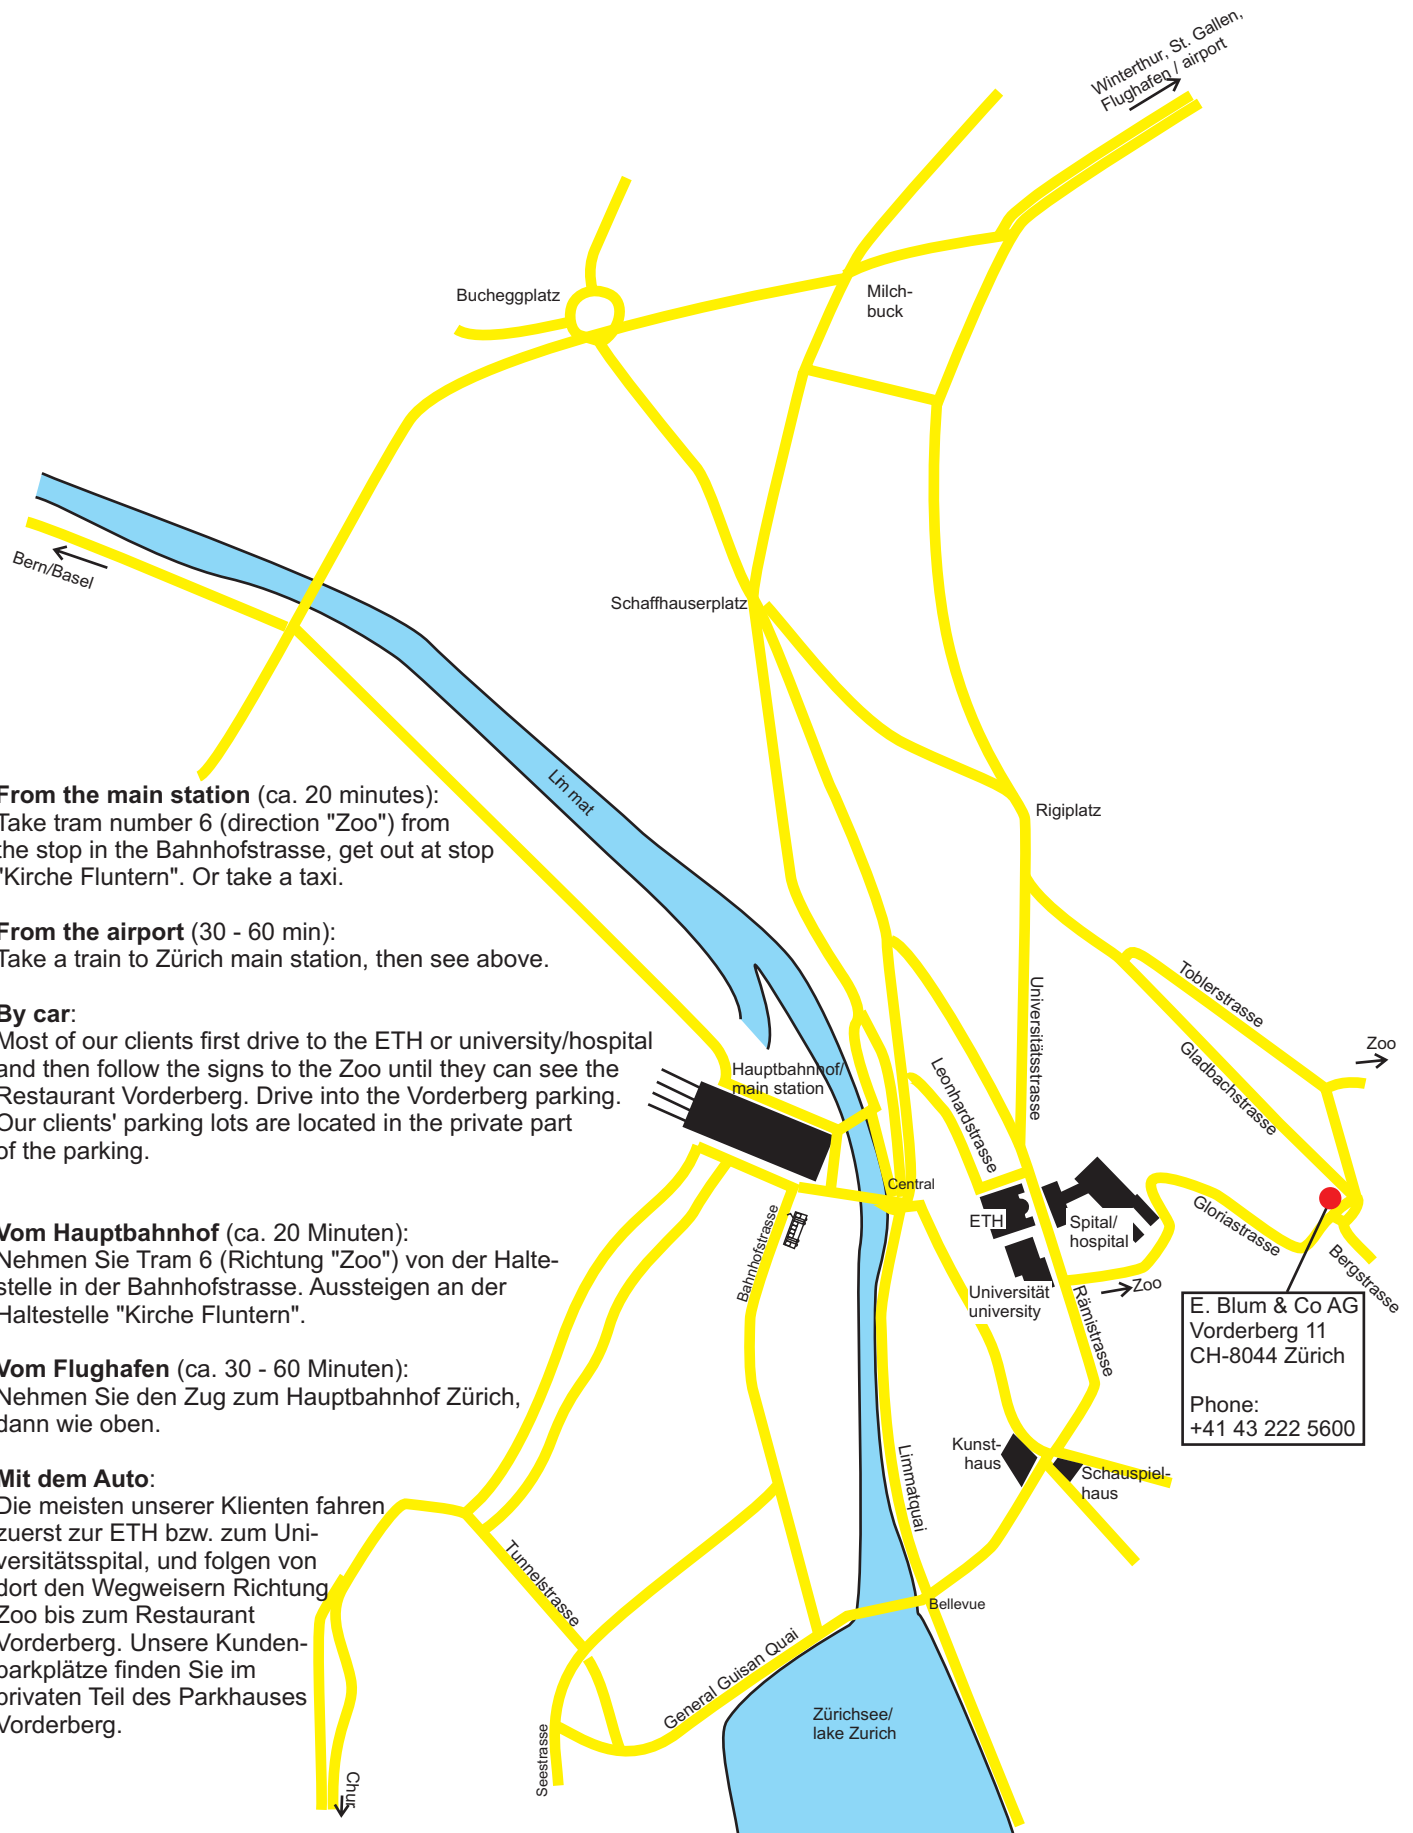 Winterthur, St. Gallen,
Flughafen / airport
Bucheggplatz
Milch-
buck
Bern/Basel
Schaffhauserplatz
Limmat
Rigiplatz
From the main station (ca. 20 minutes):
Take tram number 6 (direction "Zoo") from
the stop in the Bahnhofstrasse, get out at stop
"Kirche Fluntern". Or take a taxi.
From the airport (30 - 60 min):
Take a train to Zürich main station, then see above.
By car:
Most of our clients first drive to the ETH or university/hospital
and then follow the signs to the Zoo until they can see the
Restaurant Vorderberg. Drive into the Vorderberg parking.
Our clients' parking lots are located in the private part
of the parking.
Vom Hauptbahnhof (ca. 20 Minuten):
Nehmen Sie Tram 6 (Richtung "Zoo") von der Halte-
stelle in der Bahnhofstrasse. Aussteigen an der
Haltestelle "Kirche Fluntern".
Vom Flughafen (ca. 30 - 60 Minuten):
Nehmen Sie den Zug zum Hauptbahnhof Zürich,
dann wie oben.
Mit dem Auto:
Die meisten unserer Klienten fahren
zuerst zur ETH bzw. zum Uni-
versitätsspital, und folgen von
dort den Wegweisern Richtung
Zoo bis zum Restaurant
Vorderberg. Unsere Kunden-
parkplätze finden Sie im
privaten Teil des Parkhauses
Vorderberg.
Hauptbahnhof/
main station
Universitätsstrasse
Leonhardstrasse
Toblerstrasse
Gladbachstrasse
Zoo
Central
ETH
Spital/
hospital
Gloriastrasse
Bergstrasse
Bahnhofstrasse
Universität
university
Zoo
Rämistrasse
E. Blum & Co AG
Vorderberg 11
CH-8044 Zürich
Phone:
+41 43 222 5600
Kunst-
haus
Schauspiel-
haus
Limmatquai
Tunnelstrasse
Bellevue
General Guisan Quai
Seestrasse
Zürichsee/
lake Zurich
Chur